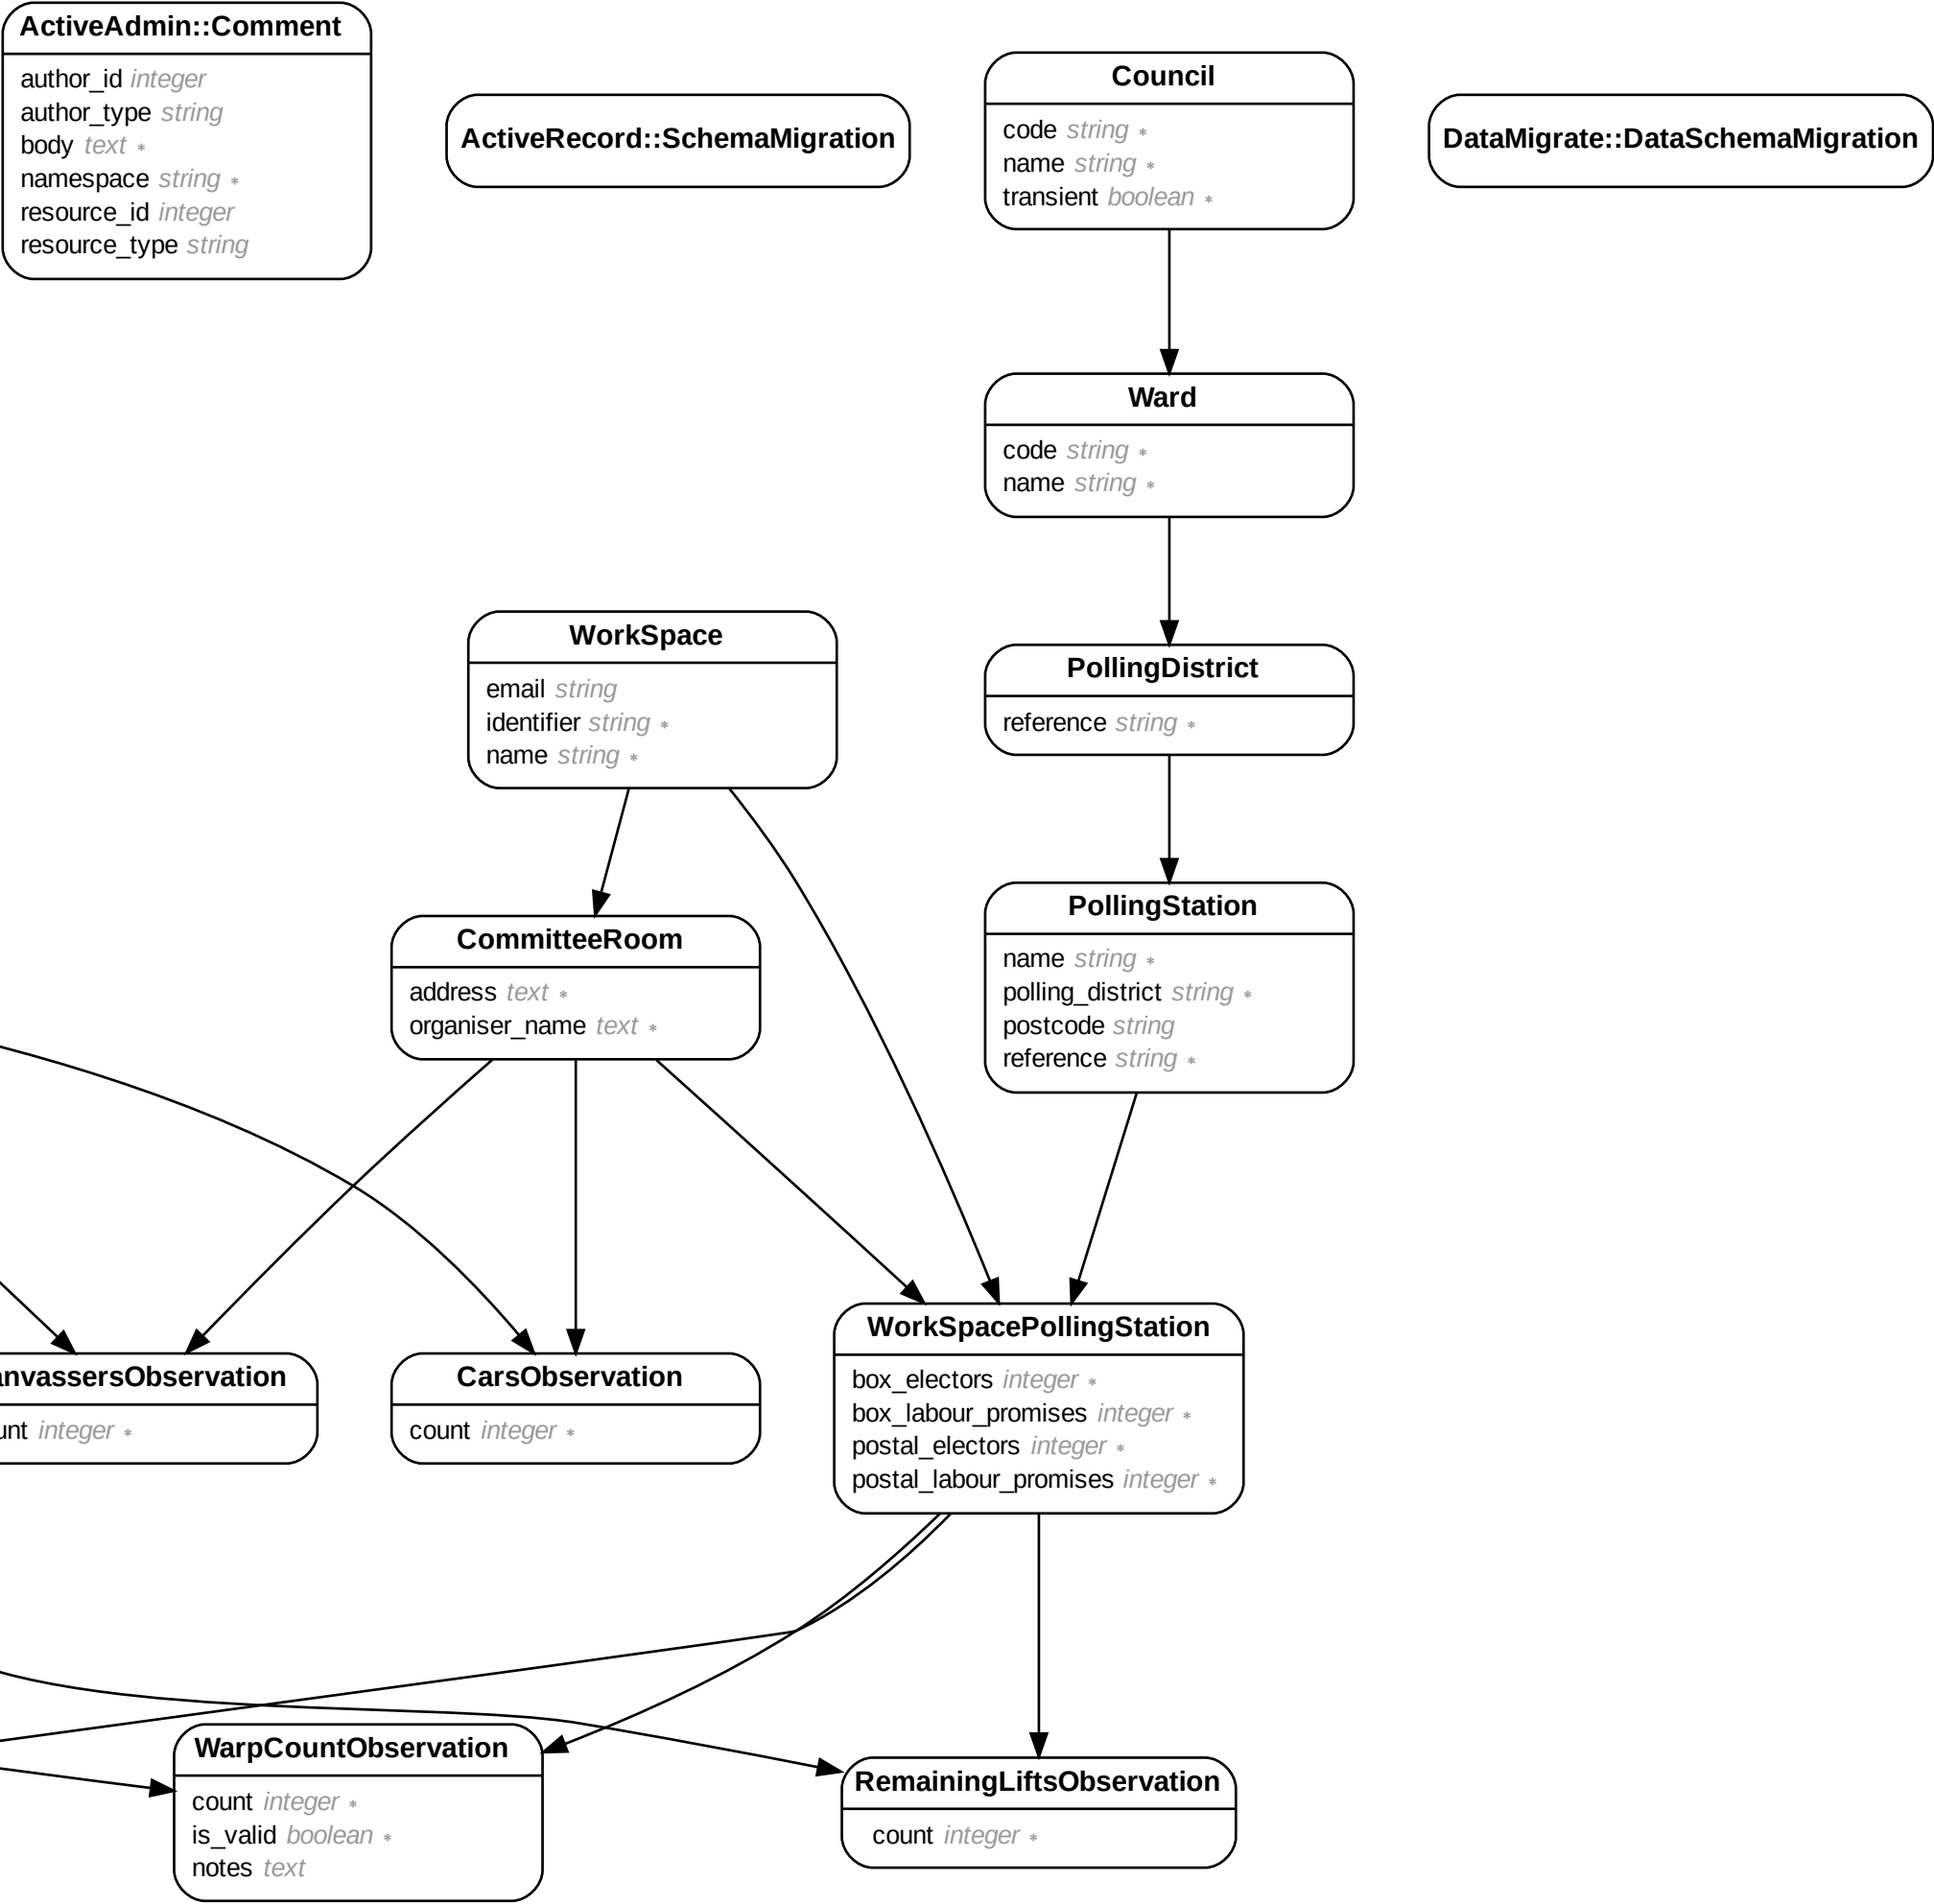 ActiveAdmin::Comment
author_id integer
author_type string
body text *
namespace string *
resource_id integer
resource_type string
ActiveRecord::SchemaMigration
Council
code string *
name string *
transient boolean *
DataMigrate::DataSchemaMigration
Ward
code string *
name string *
WorkSpace
email string
identifier string *
name string *
PollingDistrict
reference string *
CommitteeRoom
address text *
organiser_name text *
PollingStation
name string *
polling_district string *
postcode string
reference string *
anvassersObservation
unt integer *
CarsObservation
count integer *
WorkSpacePollingStation
box_electors integer *
box_labour_promises integer *
postal_electors integer *
postal_labour_promises integer *
WarpCountObservation
count integer *
is_valid boolean *
notes text
RemainingLiftsObservation
count integer *